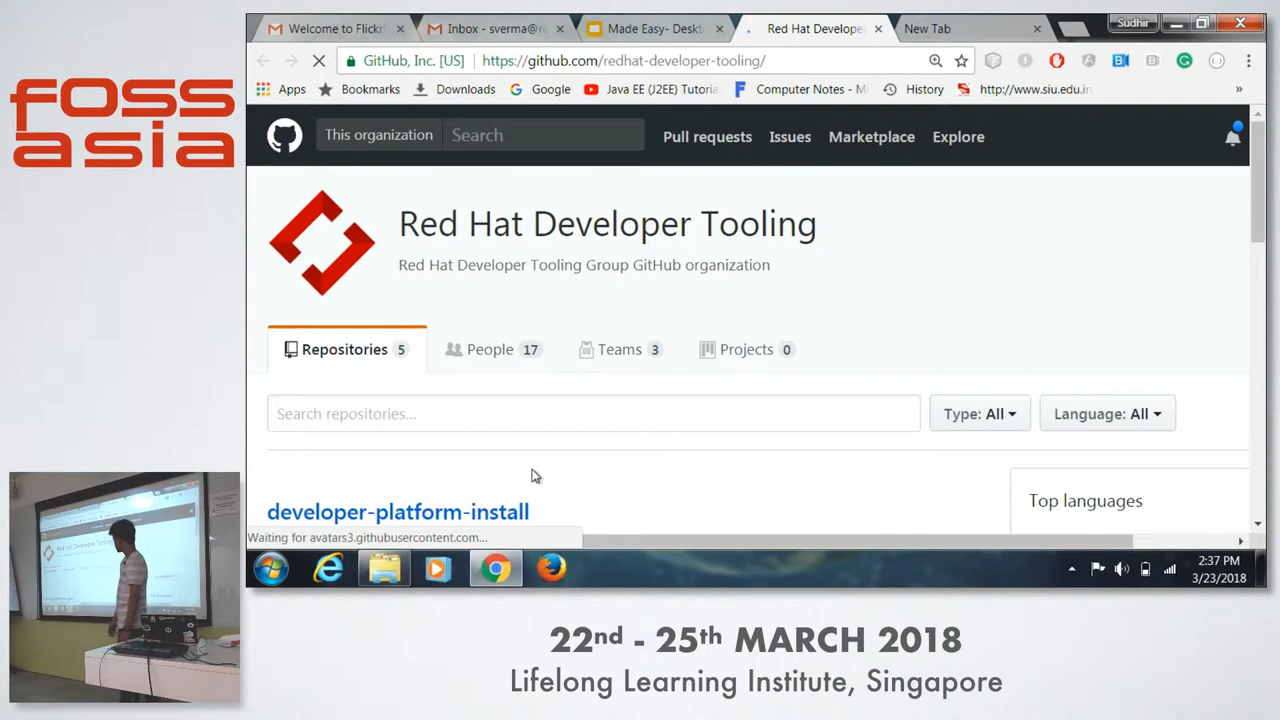 foss
asia
Welcome to Flickr
Inbox - sverma@re
Made Easy- Deskt
Red Hat Develope
New Tab
Sudhir
GitHub, Inc. [US]
https://github.com/redhat-developer-tooling/
Apps
Bookmarks
Downloads
Google
Java EE (J2EE) Tutoria
Computer Notes - M
History
http://www.siu.edu.in
»
This organization
Search
Pull requests
Issues
Marketplace
Explore
Red Hat Developer Tooling
Red Hat Developer Tooling Group GitHub organization
Repositories 5
People 17
Teams 3
Projects 0
Search repositories...
Type: All
Language: All
developer-platform-install
Top languages
Waiting for avatars3.githubusercontent.com...
2:37 PM
3/23/2018
Red Hat Developer Tooling
22nd - 25th MARCH 2018
Lifelong Learning Institute, Singapore